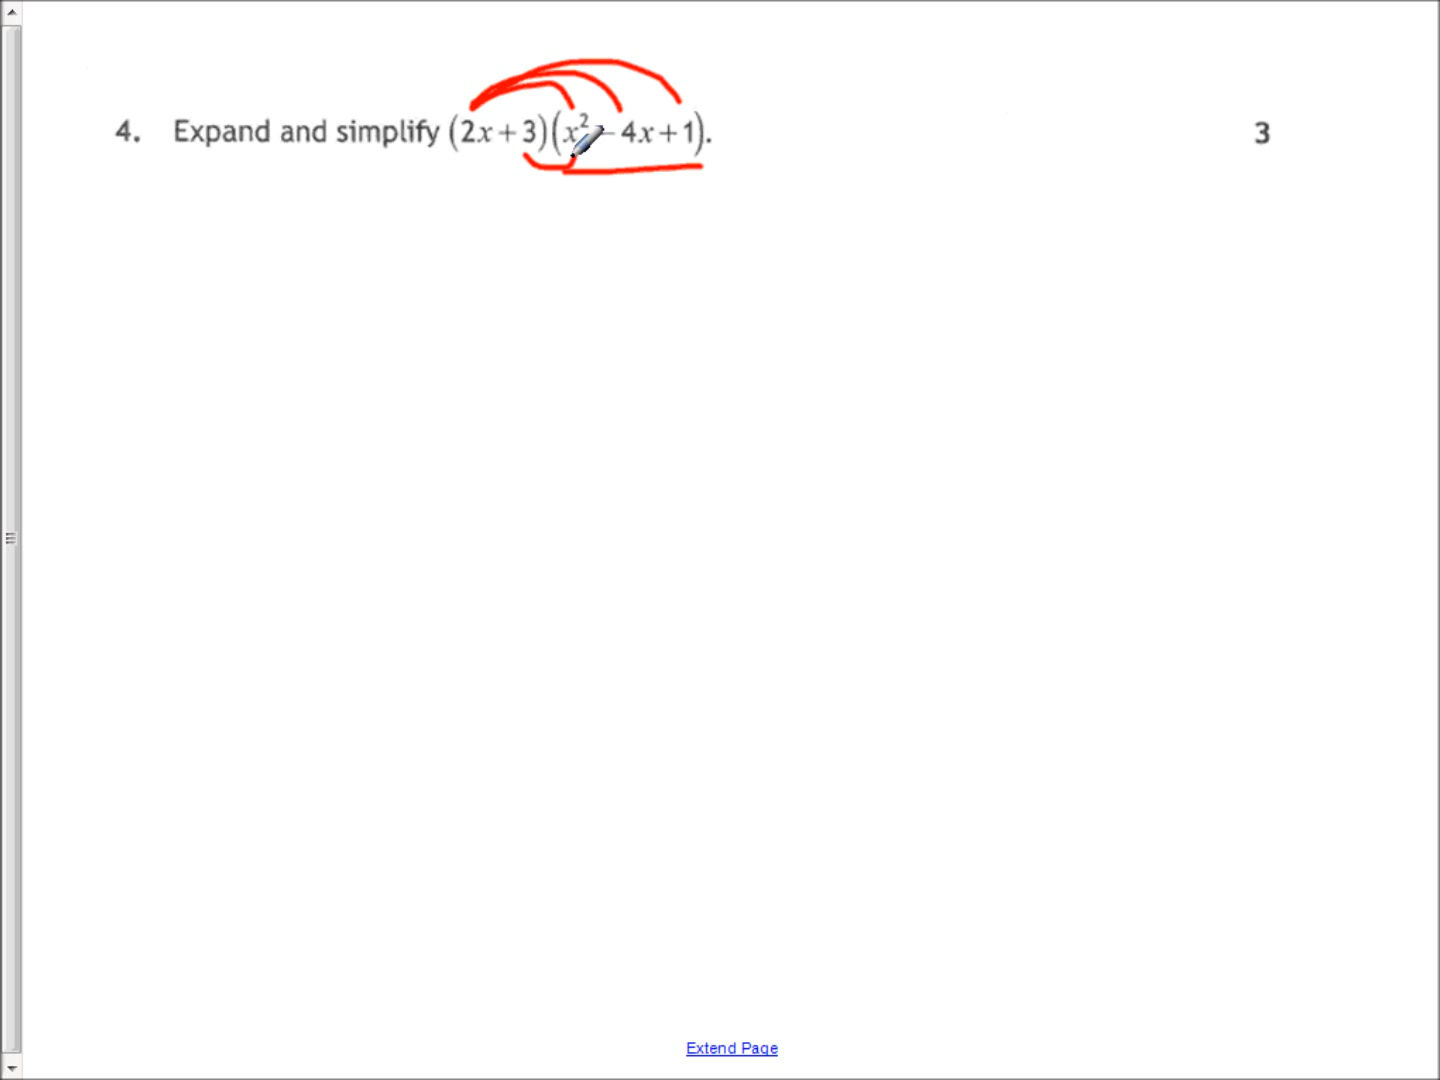 4. Expand and simplify (2x+3)(x² – 4x+1). 3
Extend Page